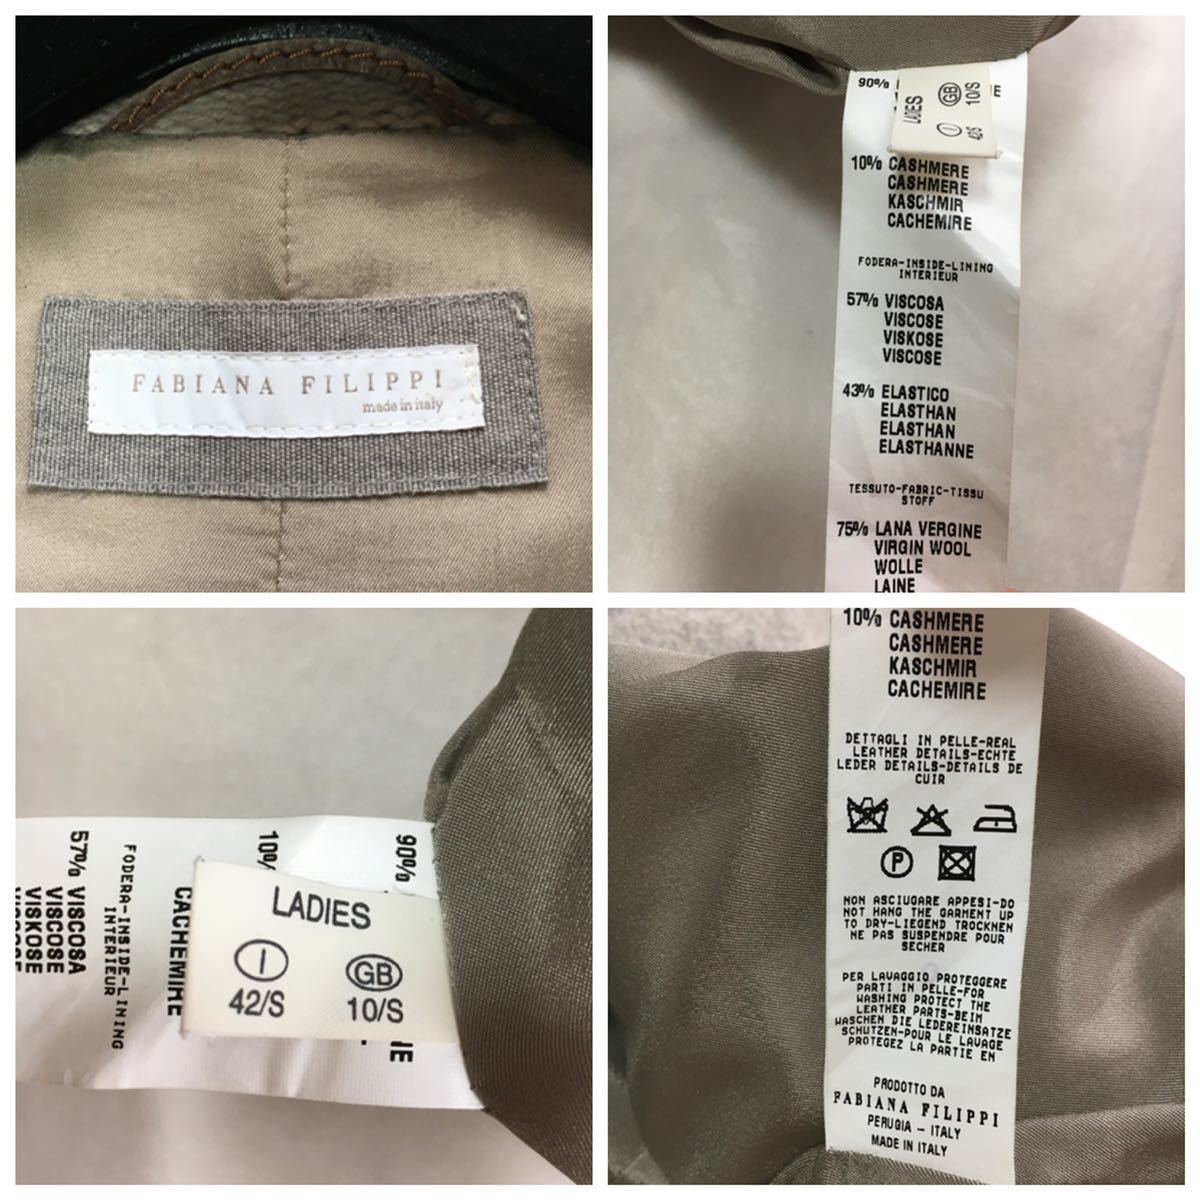 FABIANA FILIPPI
made in italy
90%
NE
LADIES
I GB
42/S 10/S
10% CASHMERE
CASHMERE
KASCHMIR
CACHEMIRE
FODERA-INSIDE-LINING
INTERIEUR
57% VISCOSA
VISCOSE
VISKOSE
VISCOSE
43% ELASTICO
ELASTHAN
ELASTHAN
ELASTHANNE
TESSUTO-FABRIC-TISSU
STOFF
75% LANA VERGINE
VIRGIN WOOL
WOLLE
LAINE
90%
10%
CACHEMIRE
FODERA-INSIDE-LINING
INTERIEUR
57% VISCOSA
VISCOSE
VISKOSE
LADIES
I GB
42/S 10/S
NE
10% CASHMERE
CASHMERE
KASCHMIR
CACHEMIRE
DETTAGLI IN PELLE-REAL
LEATHER DETAILS-ECHTE
LEDER DETAILS-DETAILS DE
CUIR
P
NON ASCIUGARE APPESI-DO
NOT HANG THE GARMENT UP
TO DRY-LIEGEND TROCKNEN
NE PAS SUSPENDRE POUR
SECHER
PER LAVAGGIO PROTEGGERE
PARTI IN PELLE-FOR
WASHING PROTECT THE
LEATHER PARTS-BEIM
WASCHEN DIE LEDEREINSATZE
SCHUTZEN-POUR LE LAVAGE
PROTEGEZ LA PARTIE EN
PRODOTTO DA
FABIANA FILIPPI
PERUGIA - ITALY
MADE IN ITALY